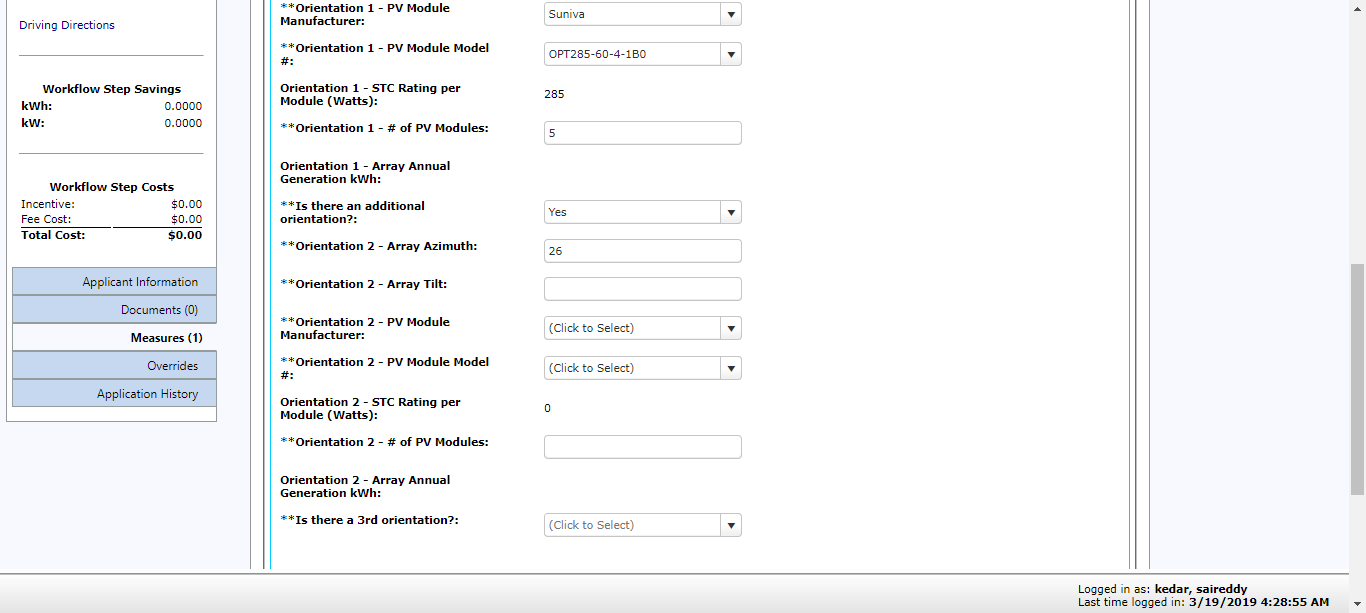 Driving Directions
Workflow Step Savings
kWh: 0.0000
kW: 0.0000
Workflow Step Costs
Incentive: $0.00
Fee Cost: $0.00
Total Cost: $0.00
Applicant Information
Documents (0)
Measures (1)
Overrides
Application History
**Orientation 1 - PV Module
Manufacturer:
Suniva
**Orientation 1 - PV Module Model
#:
OPT285-60-4-1B0
Orientation 1 - STC Rating per
Module (Watts):
285
**Orientation 1 - # of PV Modules:
5
Orientation 1 - Array Annual
Generation kWh:
**Is there an additional
orientation?:
Yes
**Orientation 2 - Array Azimuth:
26
**Orientation 2 - Array Tilt:
**Orientation 2 - PV Module
Manufacturer:
(Click to Select)
**Orientation 2 - PV Module Model
#:
(Click to Select)
Orientation 2 - STC Rating per
Module (Watts):
0
**Orientation 2 - # of PV Modules:
Orientation 2 - Array Annual
Generation kWh:
**Is there a 3rd orientation?:
(Click to Select)
Logged in as: kedar, saireddy
Last time logged in: 3/19/2019 4:28:55 AM